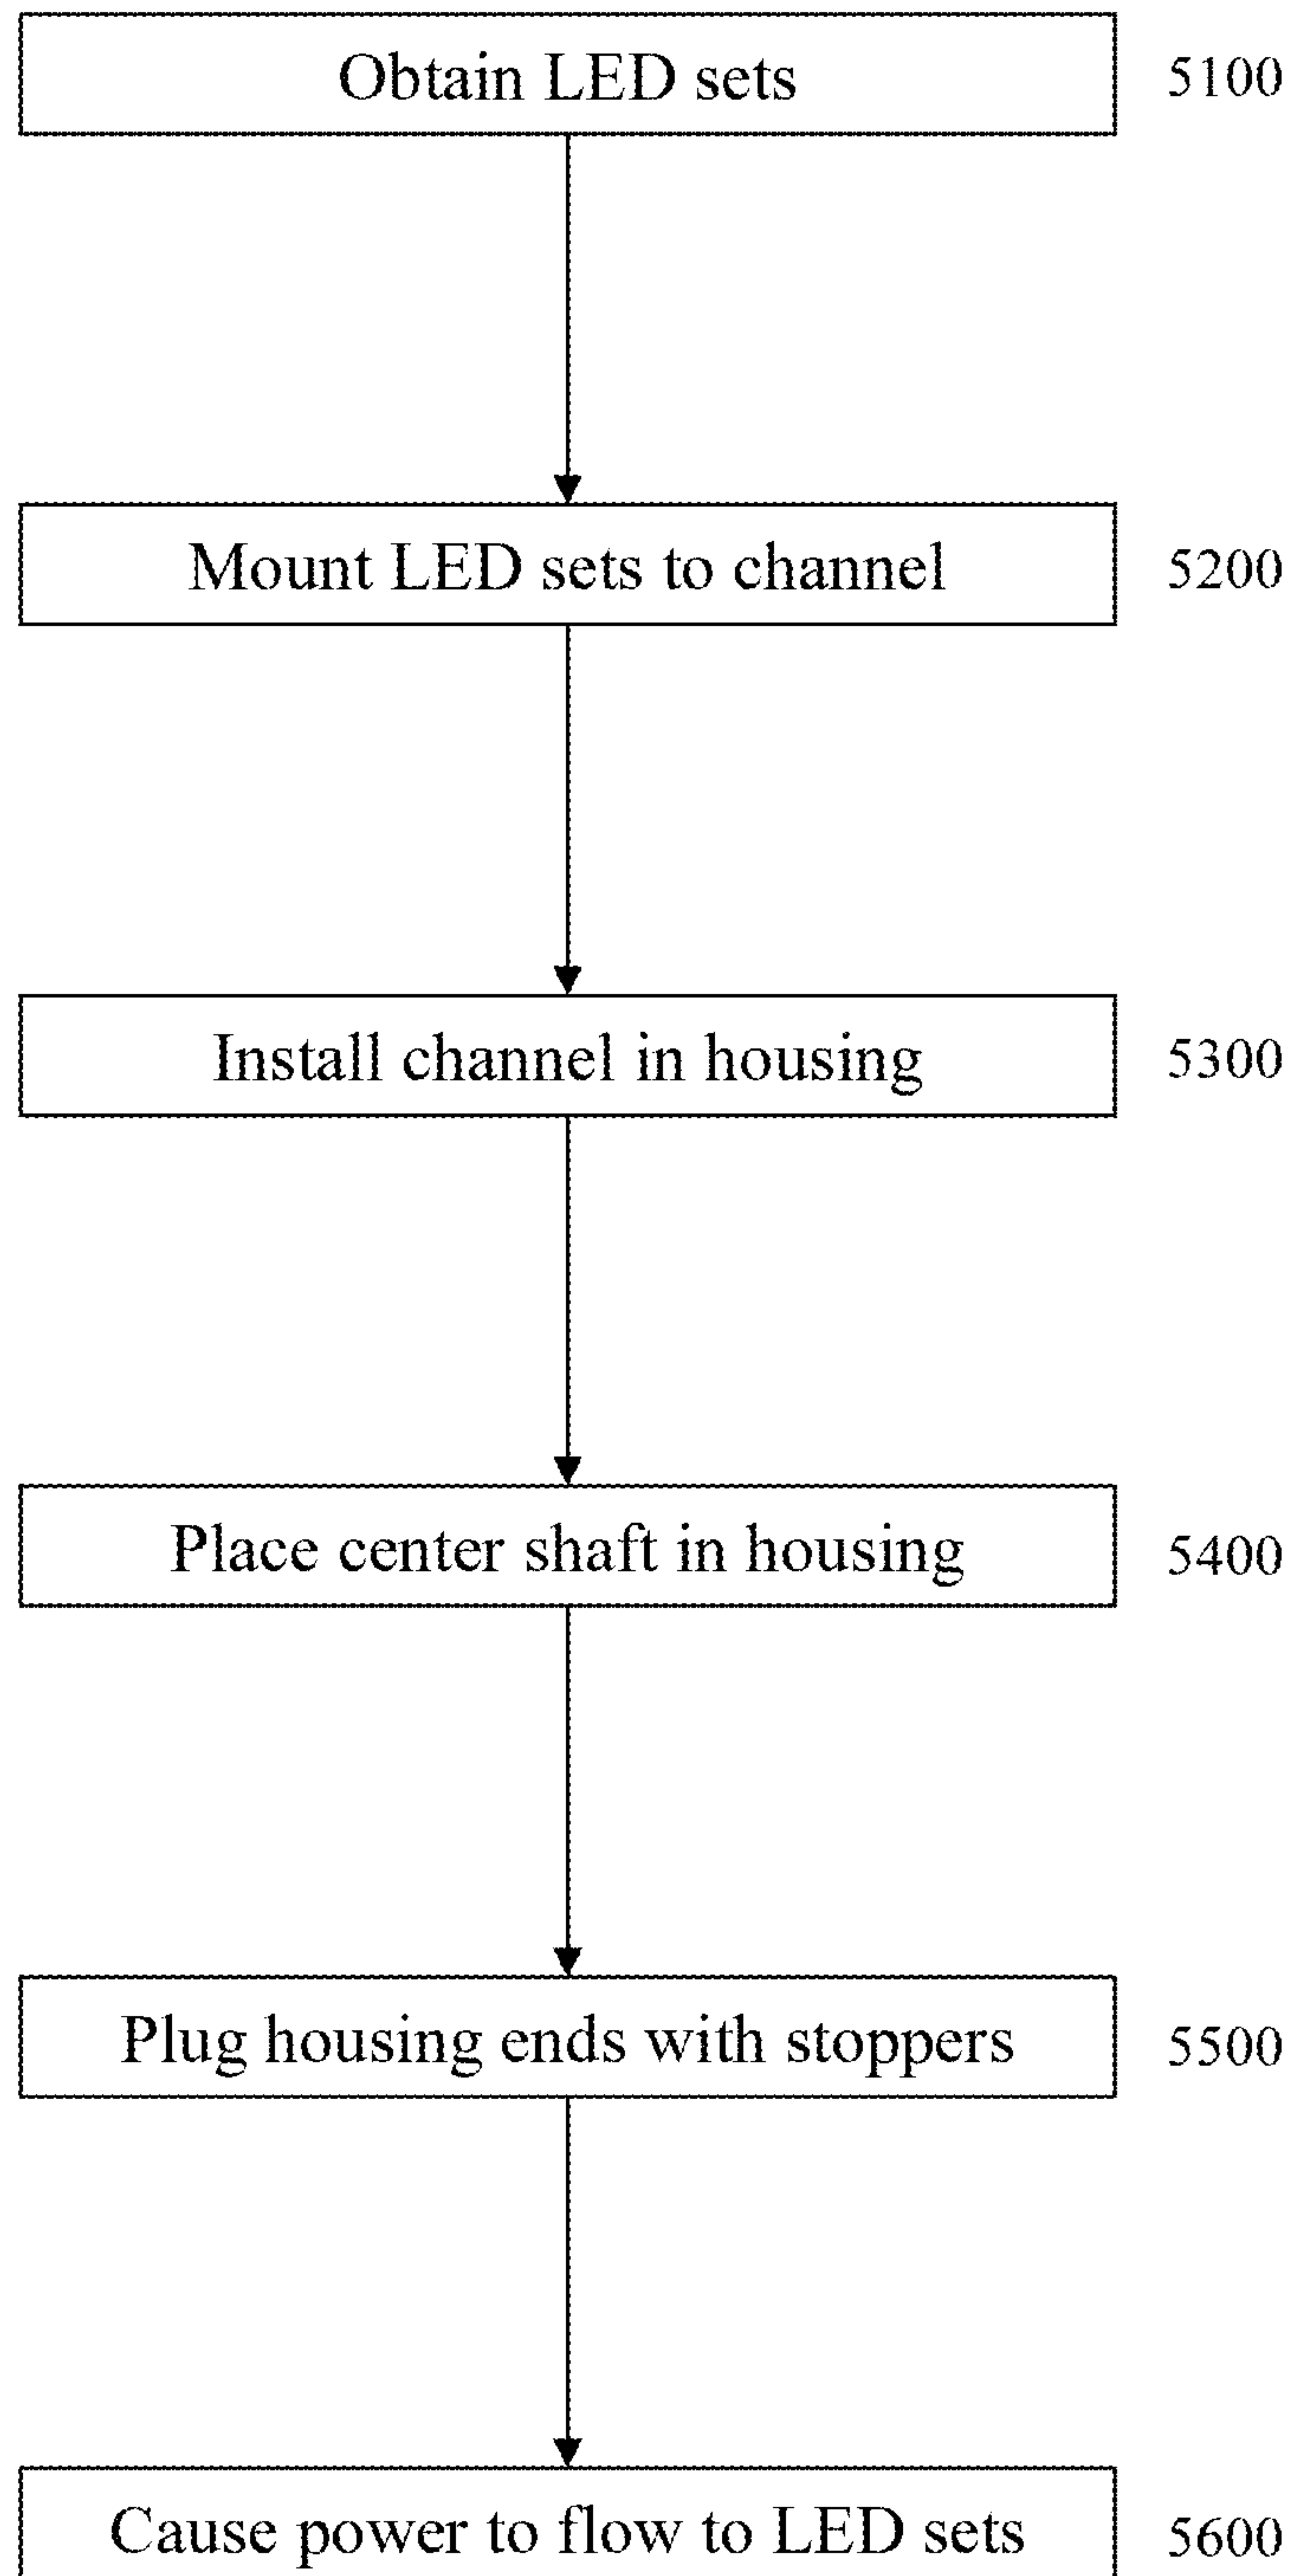 Obtain LED sets 5100
Mount LED sets to channel 5200
Install channel in housing 5300
Place center shaft in housing 5400
Plug housing ends with stoppers 5500
Cause power to flow to LED sets 5600